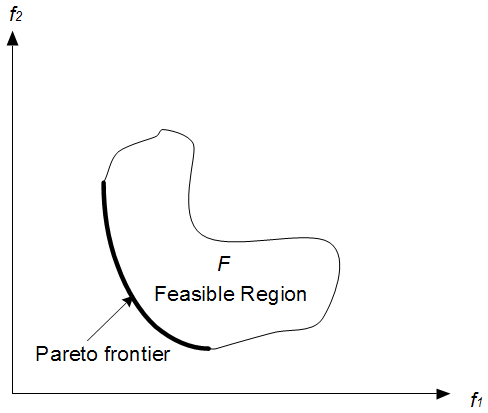 f2
F
Feasible Region
Pareto frontier
f1